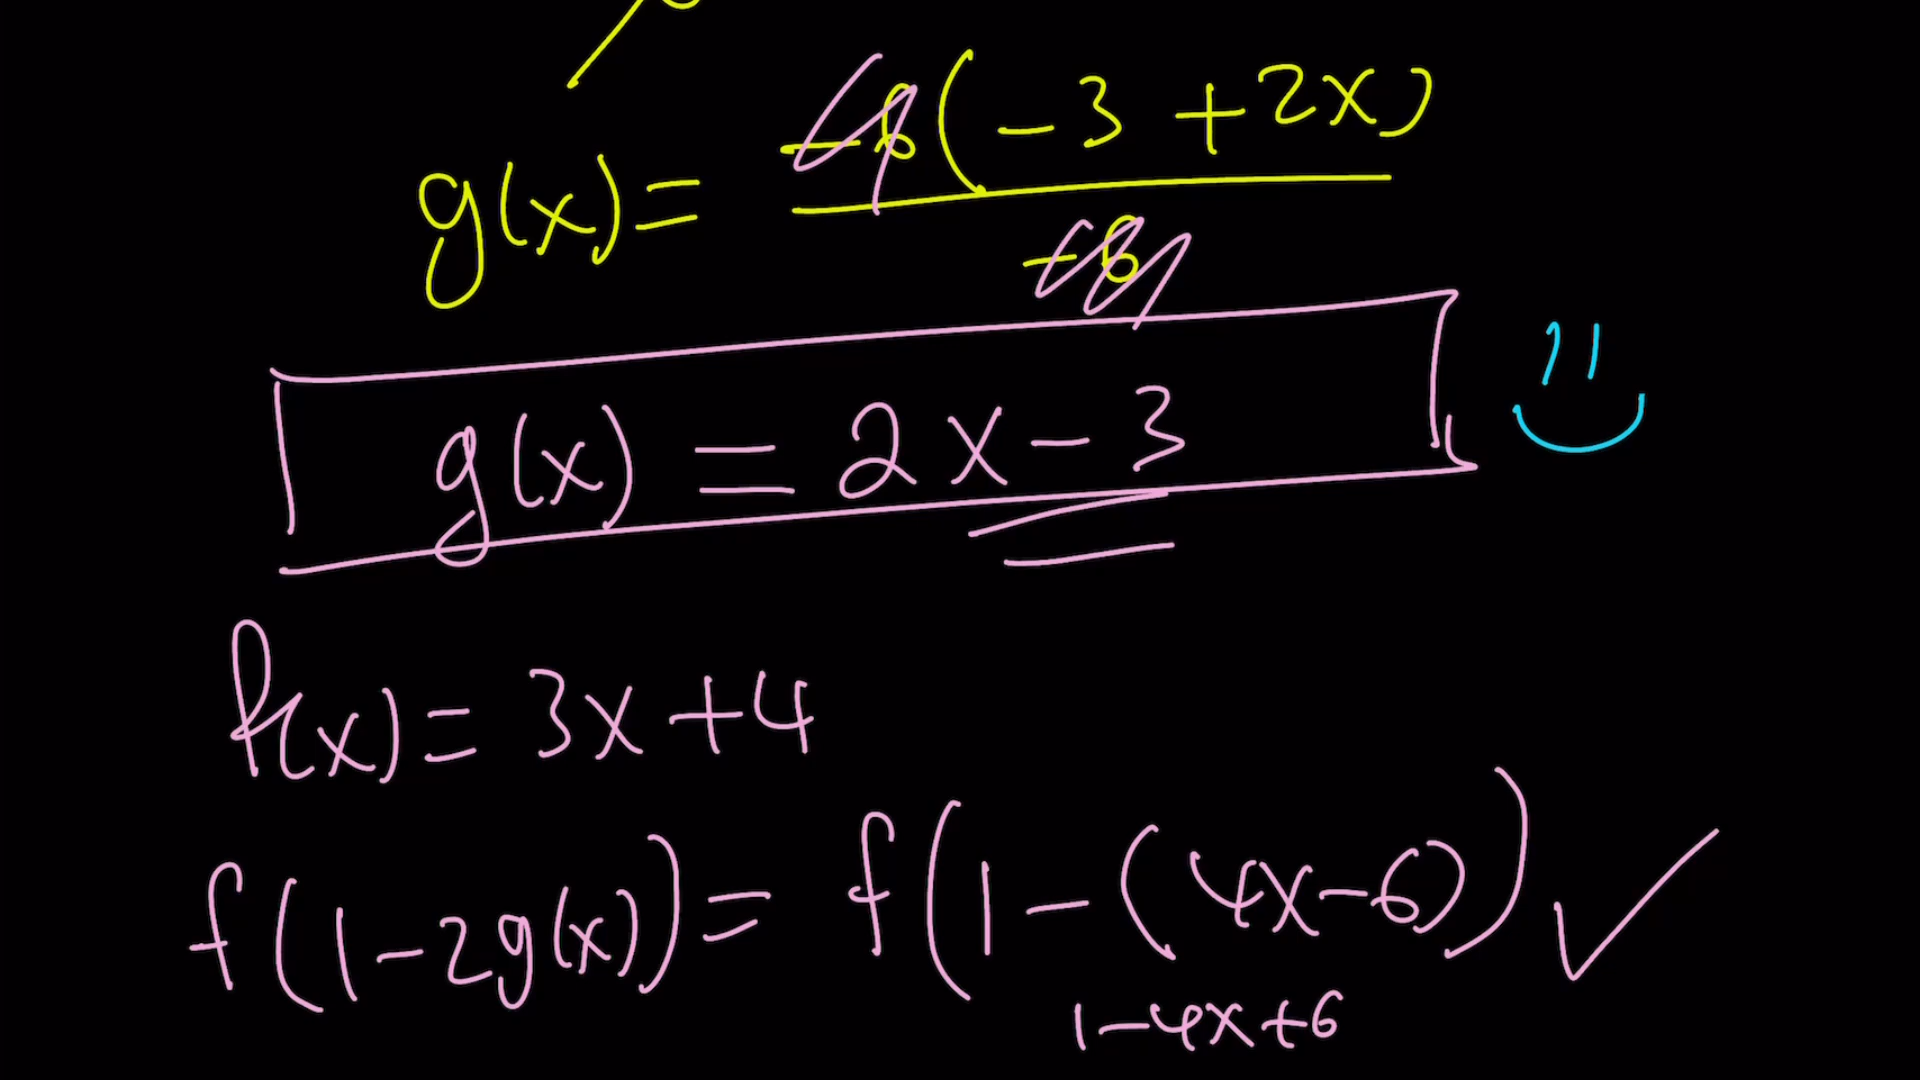 g(x) = -6(-3 + 2x) / -6
g(x) = 2x - 3
f(x) = 3x + 4
f(1 - 2g(x)) = f(1 - (4x - 6)) ✓
1 - 4x + 6